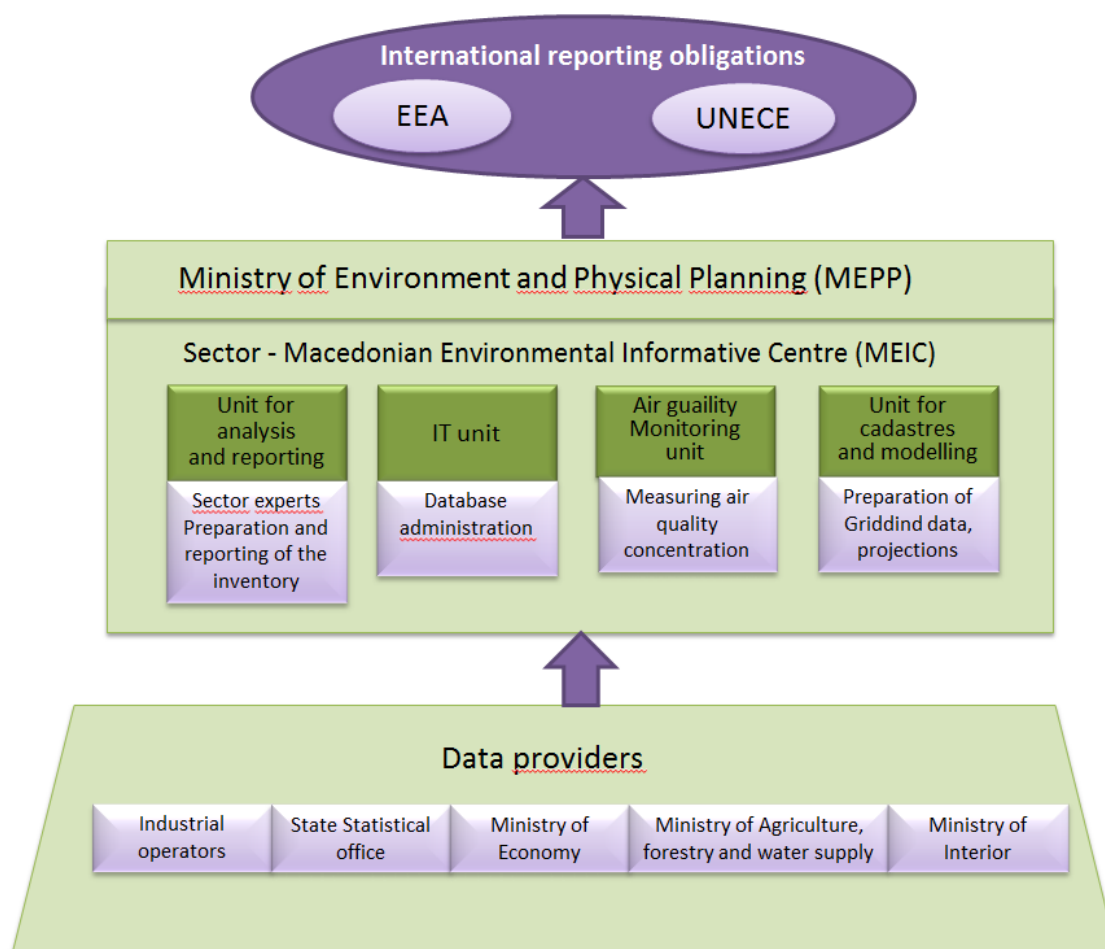 International reporting obligations
EEA
UNECE
Ministry of Environment and Physical Planning (MEPP)
Sector - Macedonian Environmental Informative Centre (MEIC)
Unit for
analysis
and reporting
Sector experts
Preparation and
reporting of the
inventory
IT unit
Database
administration
Air guaility
Monitoring
unit
Measuring air
quality
concentration
Unit for
cadastres
and modelling
Preparation of
Griddind data,
projections
Data providers
Industrial
operators
State Statistical
office
Ministry of
Economy
Ministry of Agriculture,
forestry and water supply
Ministry of
Interior